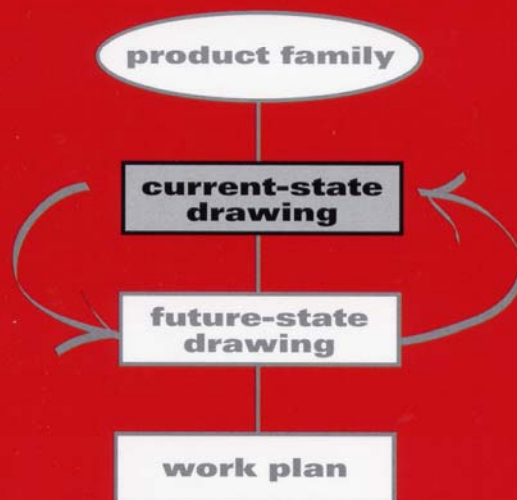 product family
current-state
drawing
future-state
drawing
work plan